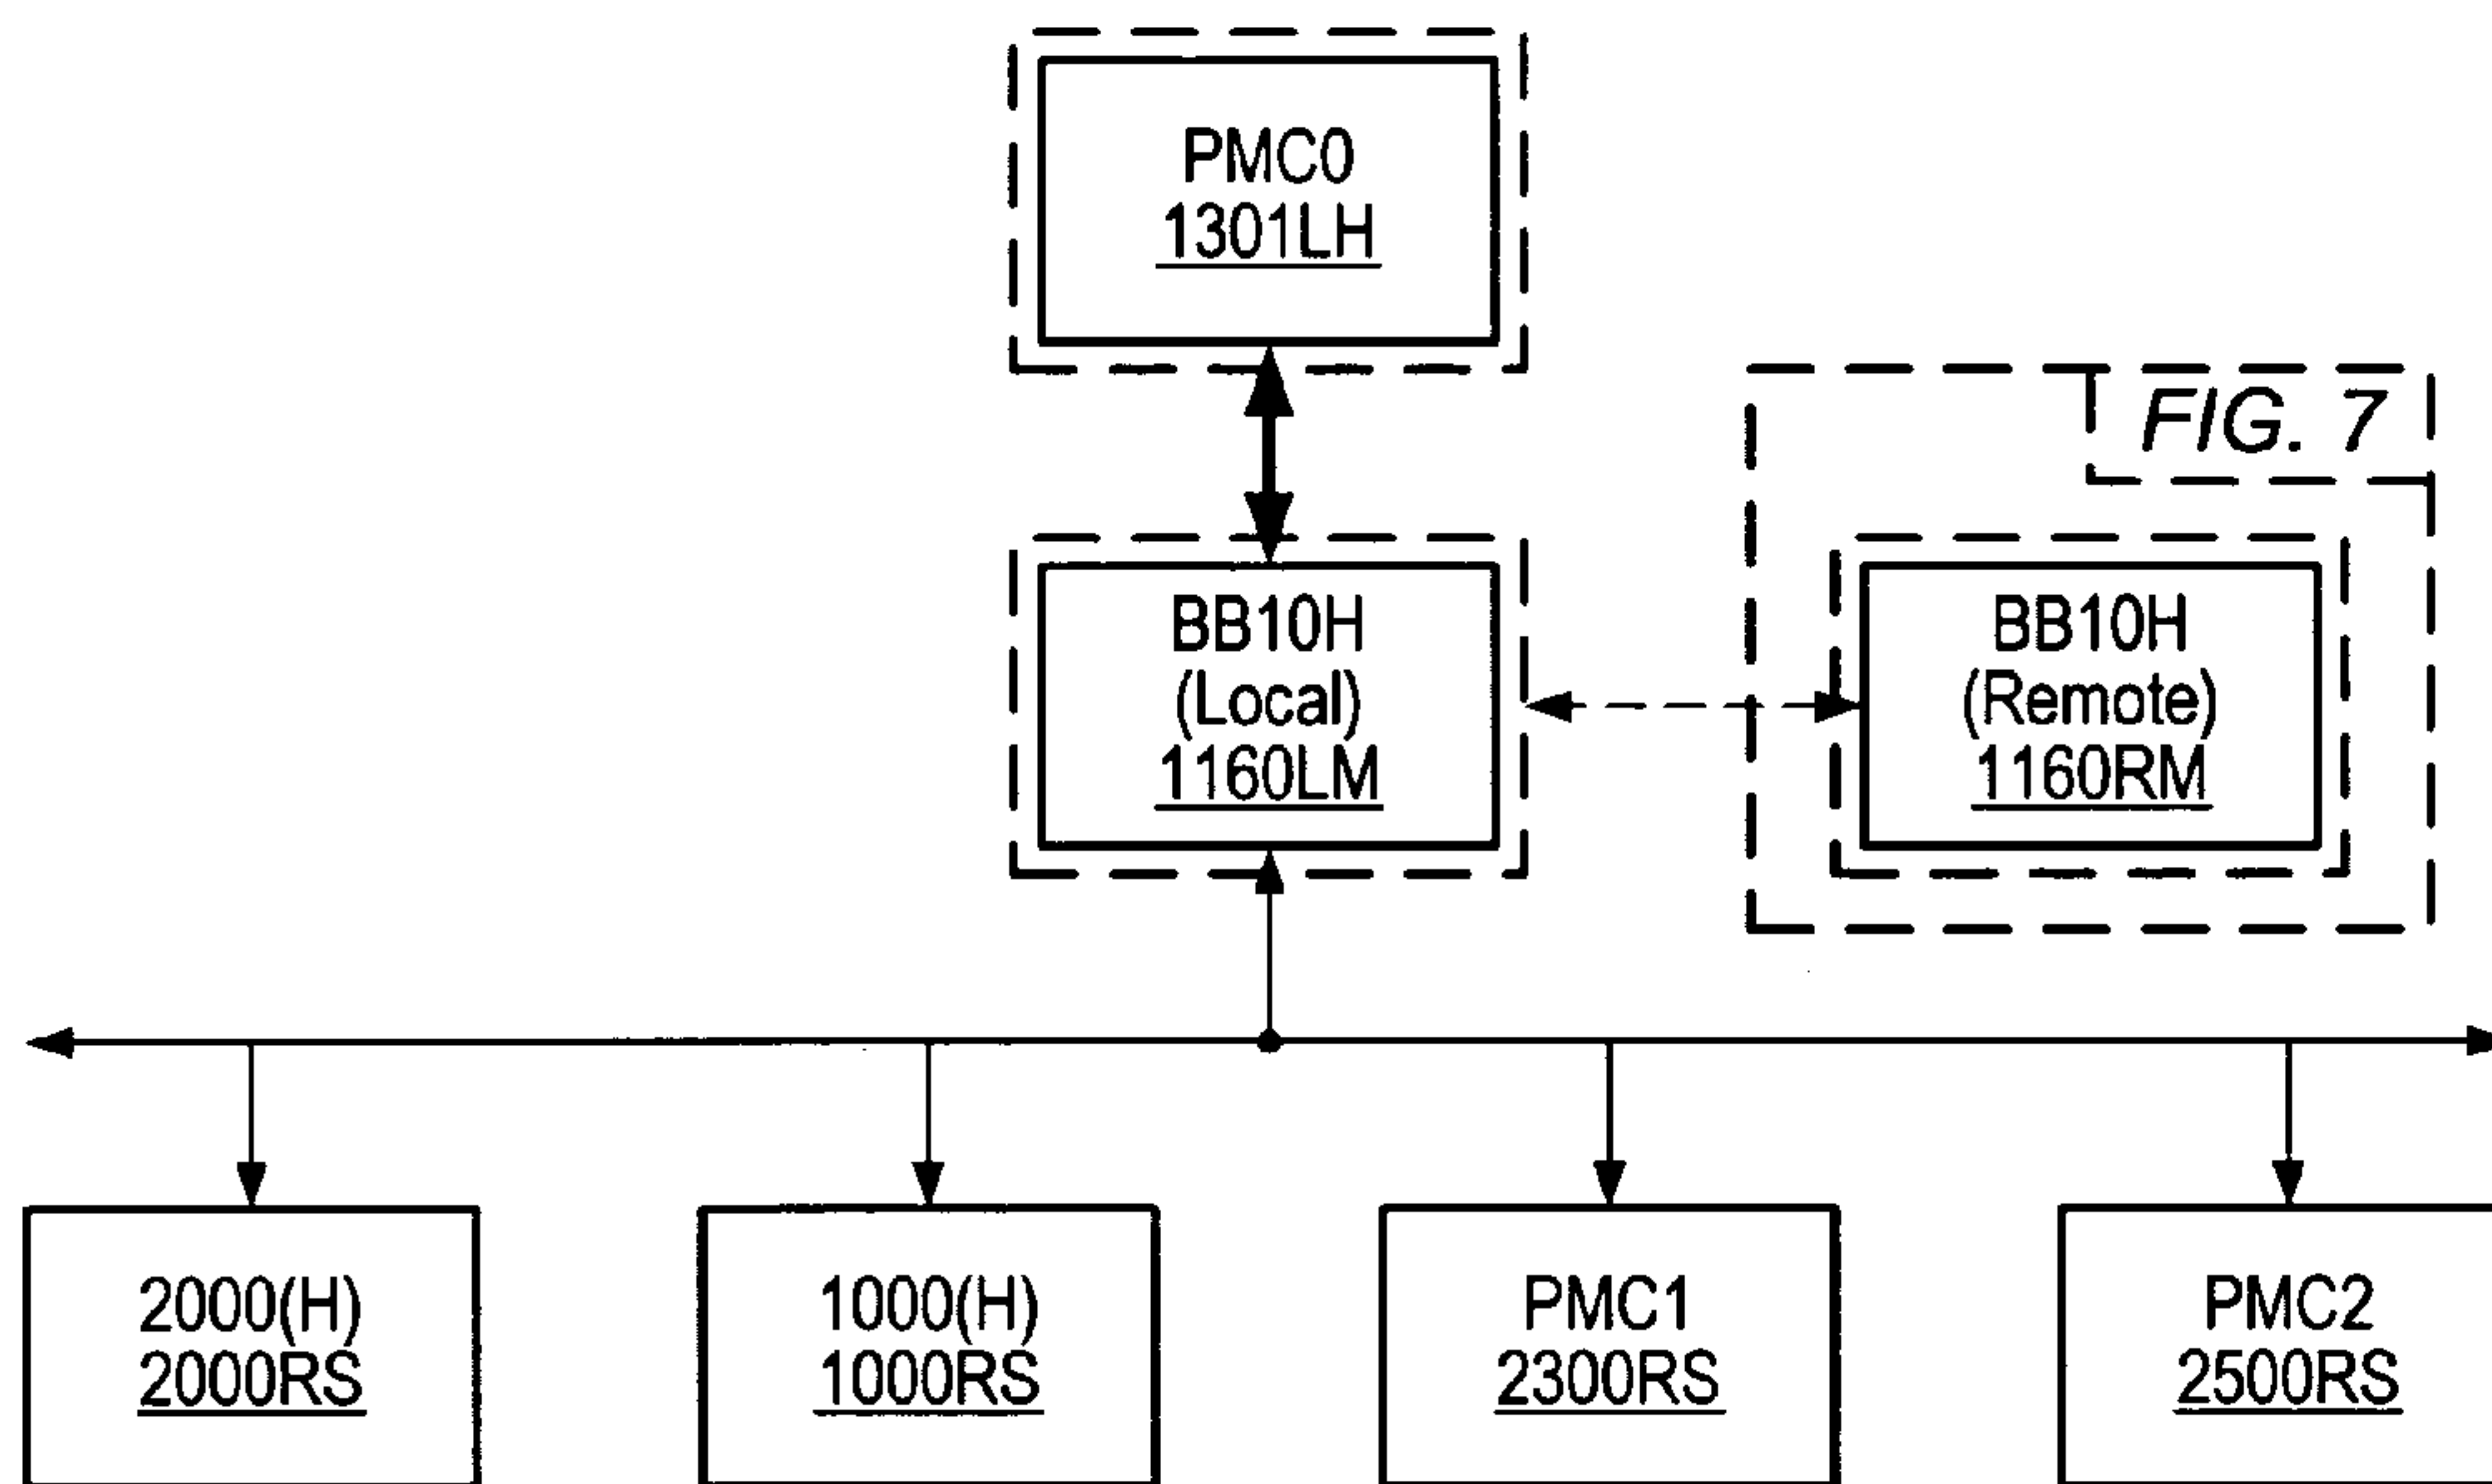 PMC0
1301LH
FIG. 7
BB10H
(Local)
1160LM
BB10H
(Remote)
1160RM
2000(H)
2000RS
1000(H)
1000RS
PMC1
2300RS
PMC2
2500RS